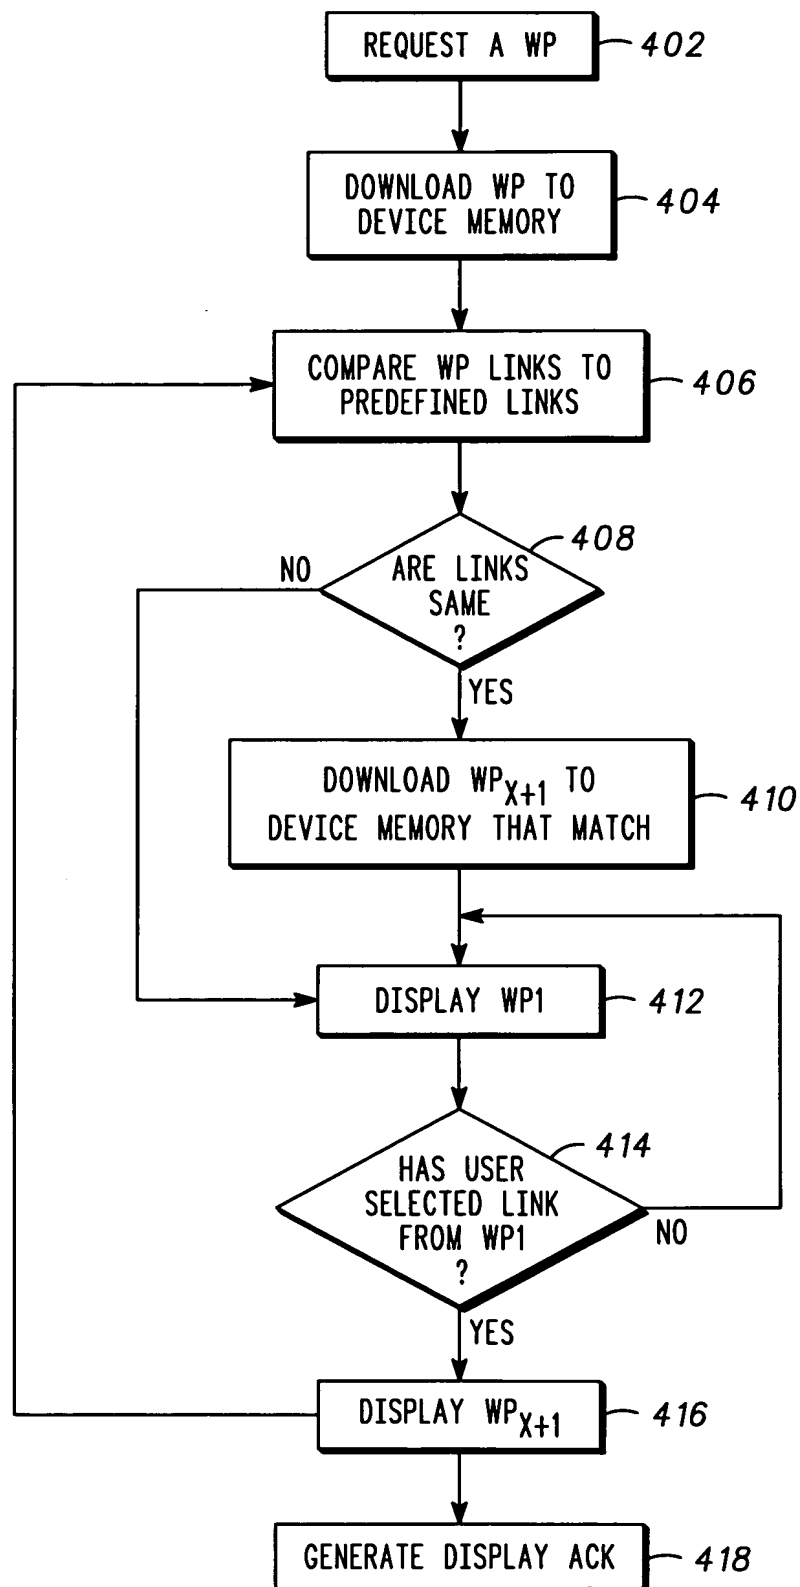 REQUEST A WP
402
DOWNLOAD WP TO
DEVICE MEMORY
404
COMPARE WP LINKS TO
PREDEFINED LINKS
406
408
ARE LINKS
SAME
?
NO
YES
DOWNLOAD WPX+1 TO
DEVICE MEMORY THAT MATCH
410
DISPLAY WP1
412
414
HAS USER
SELECTED LINK
FROM WP1
?
NO
YES
DISPLAY WPX+1
416
GENERATE DISPLAY ACK
418